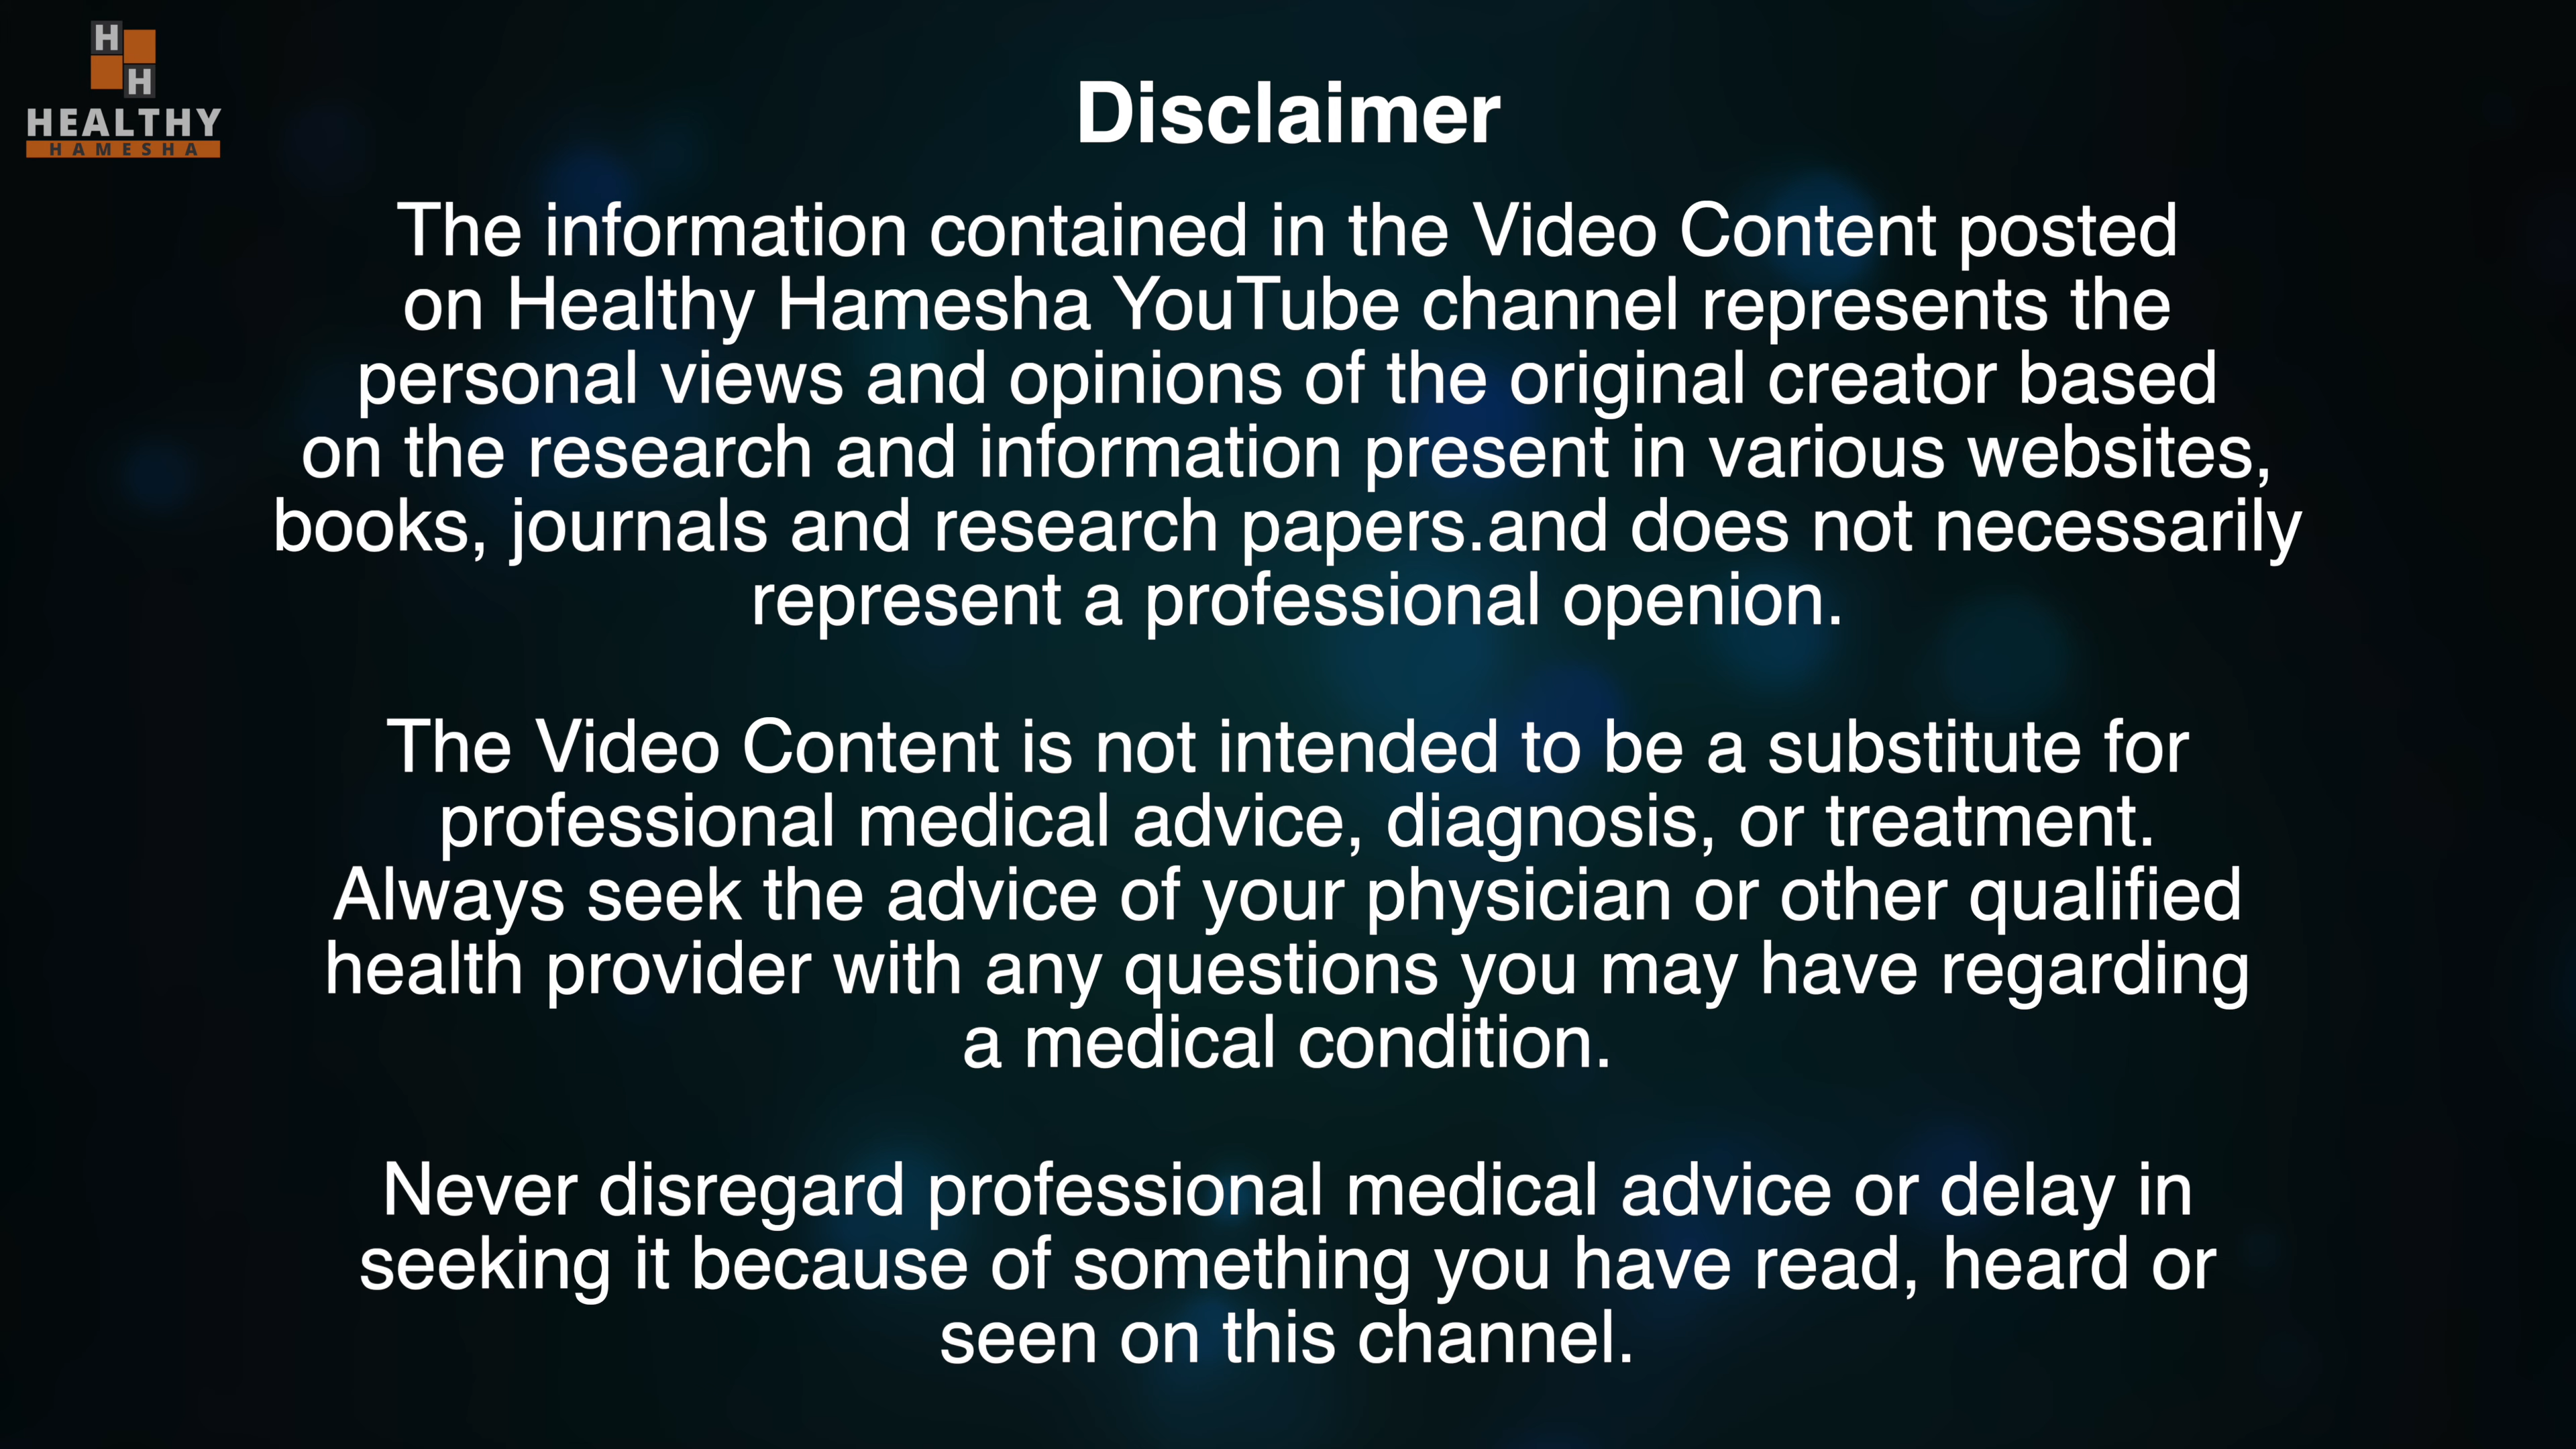 H
H
HEALTHY
HAMESHA
Disclaimer
The information contained in the Video Content posted
on Healthy Hamesha YouTube channel represents the
personal views and opinions of the original creator based
on the research and information present in various websites,
books, journals and research papers.and does not necessarily
represent a professional openion.
The Video Content is not intended to be a substitute for
professional medical advice, diagnosis, or treatment.
Always seek the advice of your physician or other qualified
health provider with any questions you may have regarding
a medical condition.
Never disregard professional medical advice or delay in
seeking it because of something you have read, heard or
seen on this channel.